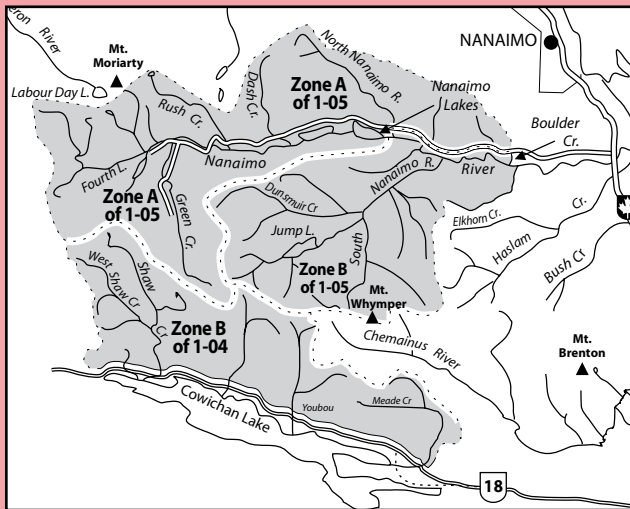 eron River
Mt.
Moriarty
Labour Day L.
Rush Cr.
Dash Cr.
North Nanaimo R.
Zone A
of 1-05
NANAIMO
Nanaimo
Lakes
Boulder
Cr.
Fourth L.
Nanaimo
River
Zone A
of 1-05
Green Cr.
Dunsmuir Cr
Nanaimo R.
South
Jump L.
Elkhorn Cr.
Haslam Cr.
Bush Cr
West Shaw Cr
Shaw Cr
Zone B
of 1-05
Mt.
Whymper
Zone B
of 1-04
Chemainus River
Mt.
Brenton
Cowichan Lake
Youbou
Meade Cr
18